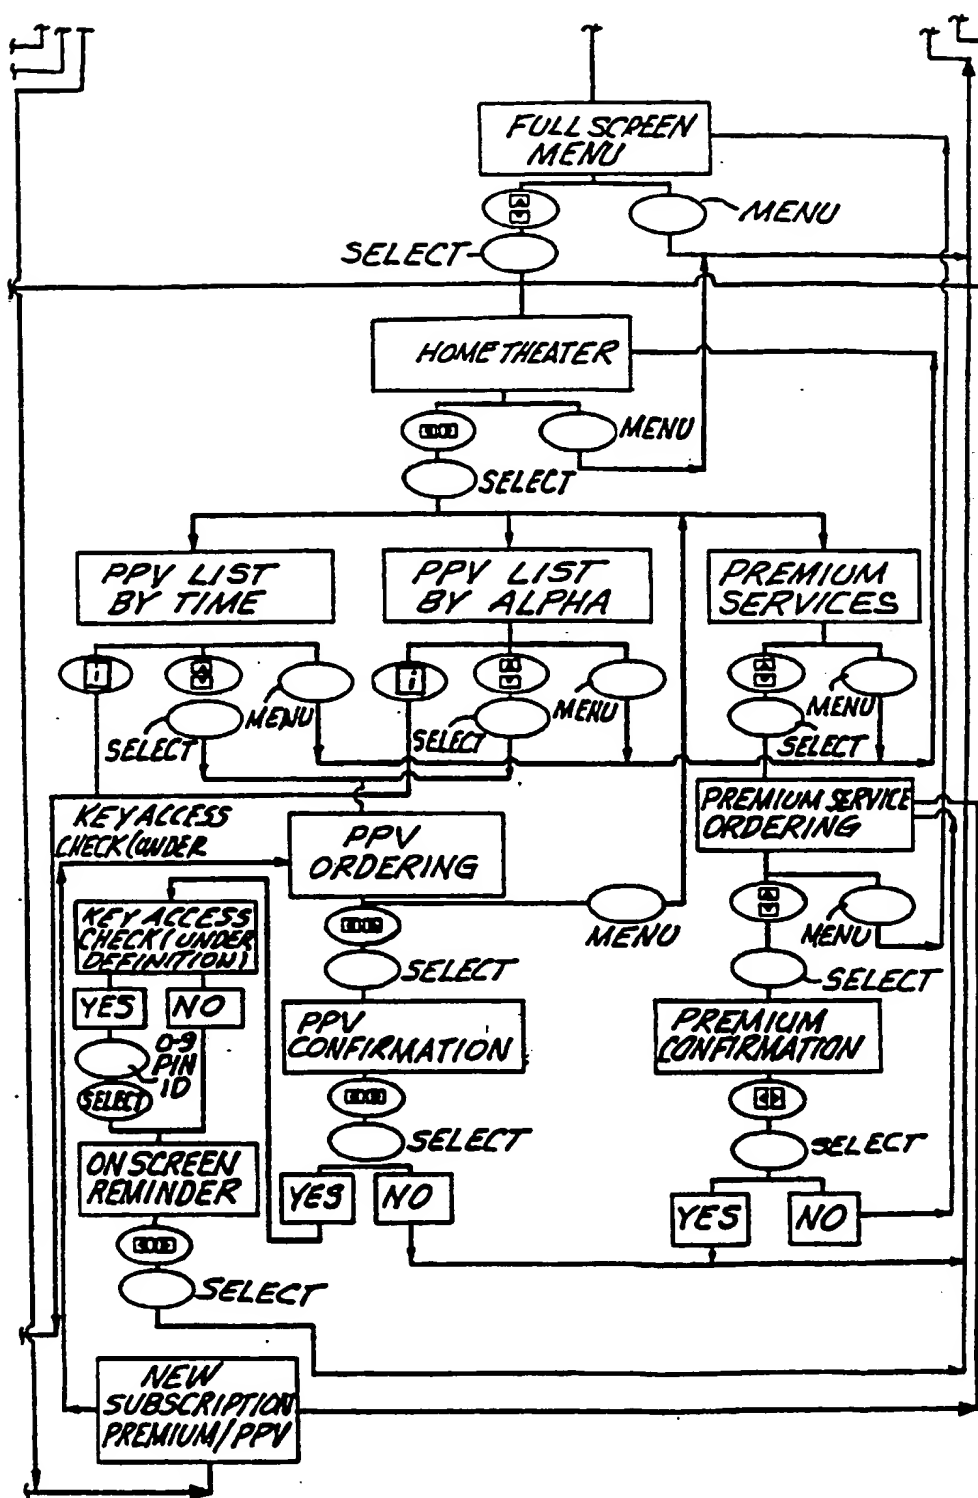 FULL SCREEN
MENU
MENU
SELECT
HOME THEATER
MENU
SELECT
PPV LIST
BY TIME
PPV LIST
BY ALPHA
PREMIUM
SERVICES
i
MENU
SELECT
i
MENU
SELECT
MENU
SELECT
KEY ACCESS
CHECK (UNDER
PPV
ORDERING
PREMIUM SERVICE
ORDERING
MENU
SELECT
MENU
SELECT
KEY ACCESS
CHECK (UNDER
DEFINITION)
YES
NO
0-9
PIN
ID
SELECT
PPV
CONFIRMATION
SELECT
YES
NO
PREMIUM
CONFIRMATION
SELECT
YES
NO
ON SCREEN
REMINDER
SELECT
NEW
SUBSCRIPTION
PREMIUM/PPV